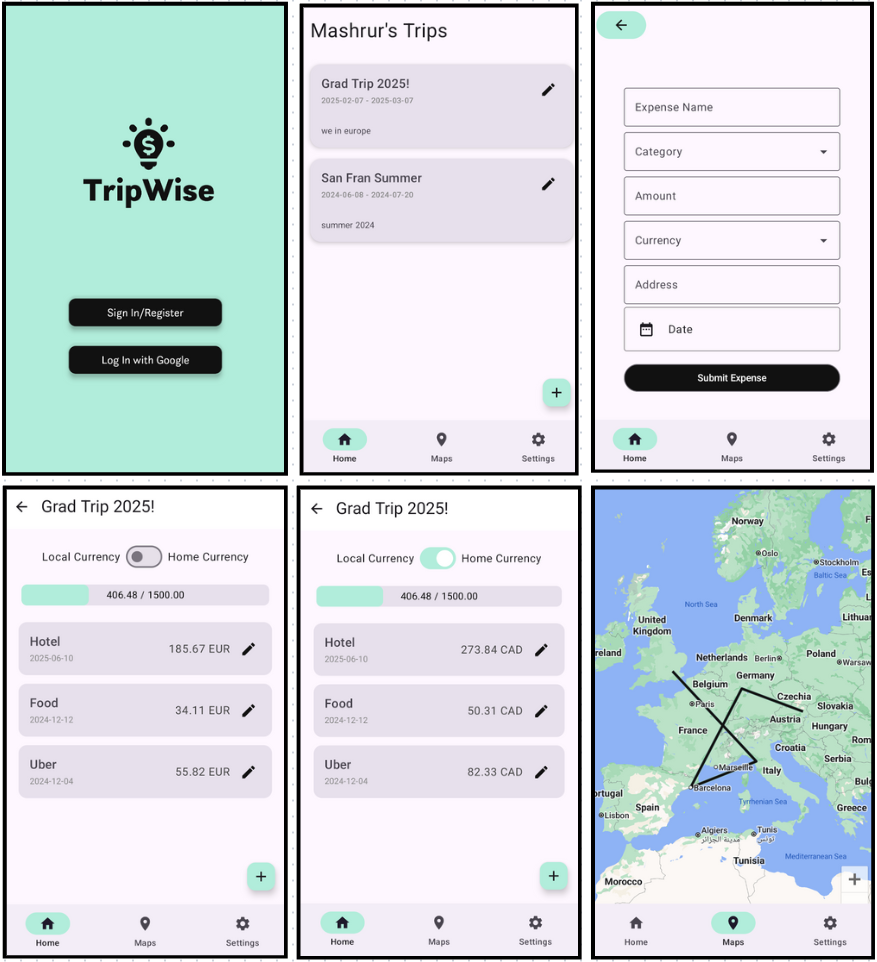 TripWise
Sign In/Register
Log In with Google
Mashrur's Trips
Grad Trip 2025!
2025-02-07 - 2025-03-07
we in europe
San Fran Summer
2024-06-08 - 2024-07-20
summer 2024
+
Home Maps Settings
Expense Name
Category
Amount
Currency
Address
Date
Submit Expense
Home Maps Settings
Grad Trip 2025!
Local Currency Home Currency
406.48 / 1500.00
Hotel
185.67 EUR
2025-06-10
Food
34.11 EUR
2024-12-12
Uber
55.82 EUR
2024-12-04
+
Home Maps Settings
Grad Trip 2025!
Local Currency Home Currency
406.48 / 1500.00
Hotel
273.84 CAD
2025-06-10
Food
50.31 CAD
2024-12-12
Uber
82.33 CAD
2024-12-04
+
Home Maps Settings
Norway
F
Oslo
Stockholm
Baltic Sea
Es
North Sea
L
United
Kingdom
Denmark
Lithuar
reland
Netherlands
Berlin
Poland
Warsaw
Belgium
Germany
Paris
Czechia
Slovakia
France
Austria
Hungary
Croatia
Rom
Serbia
Marseille
Italy
Bulg
Barcelona
ortugal
Spain
Tyrrhenian Sea
Greece
Lisbon
Algiers
مدينة الجزائر
Tunis
تونس
Tunisia
Mediterranean Sea
Morocco
+
Home Maps Settings